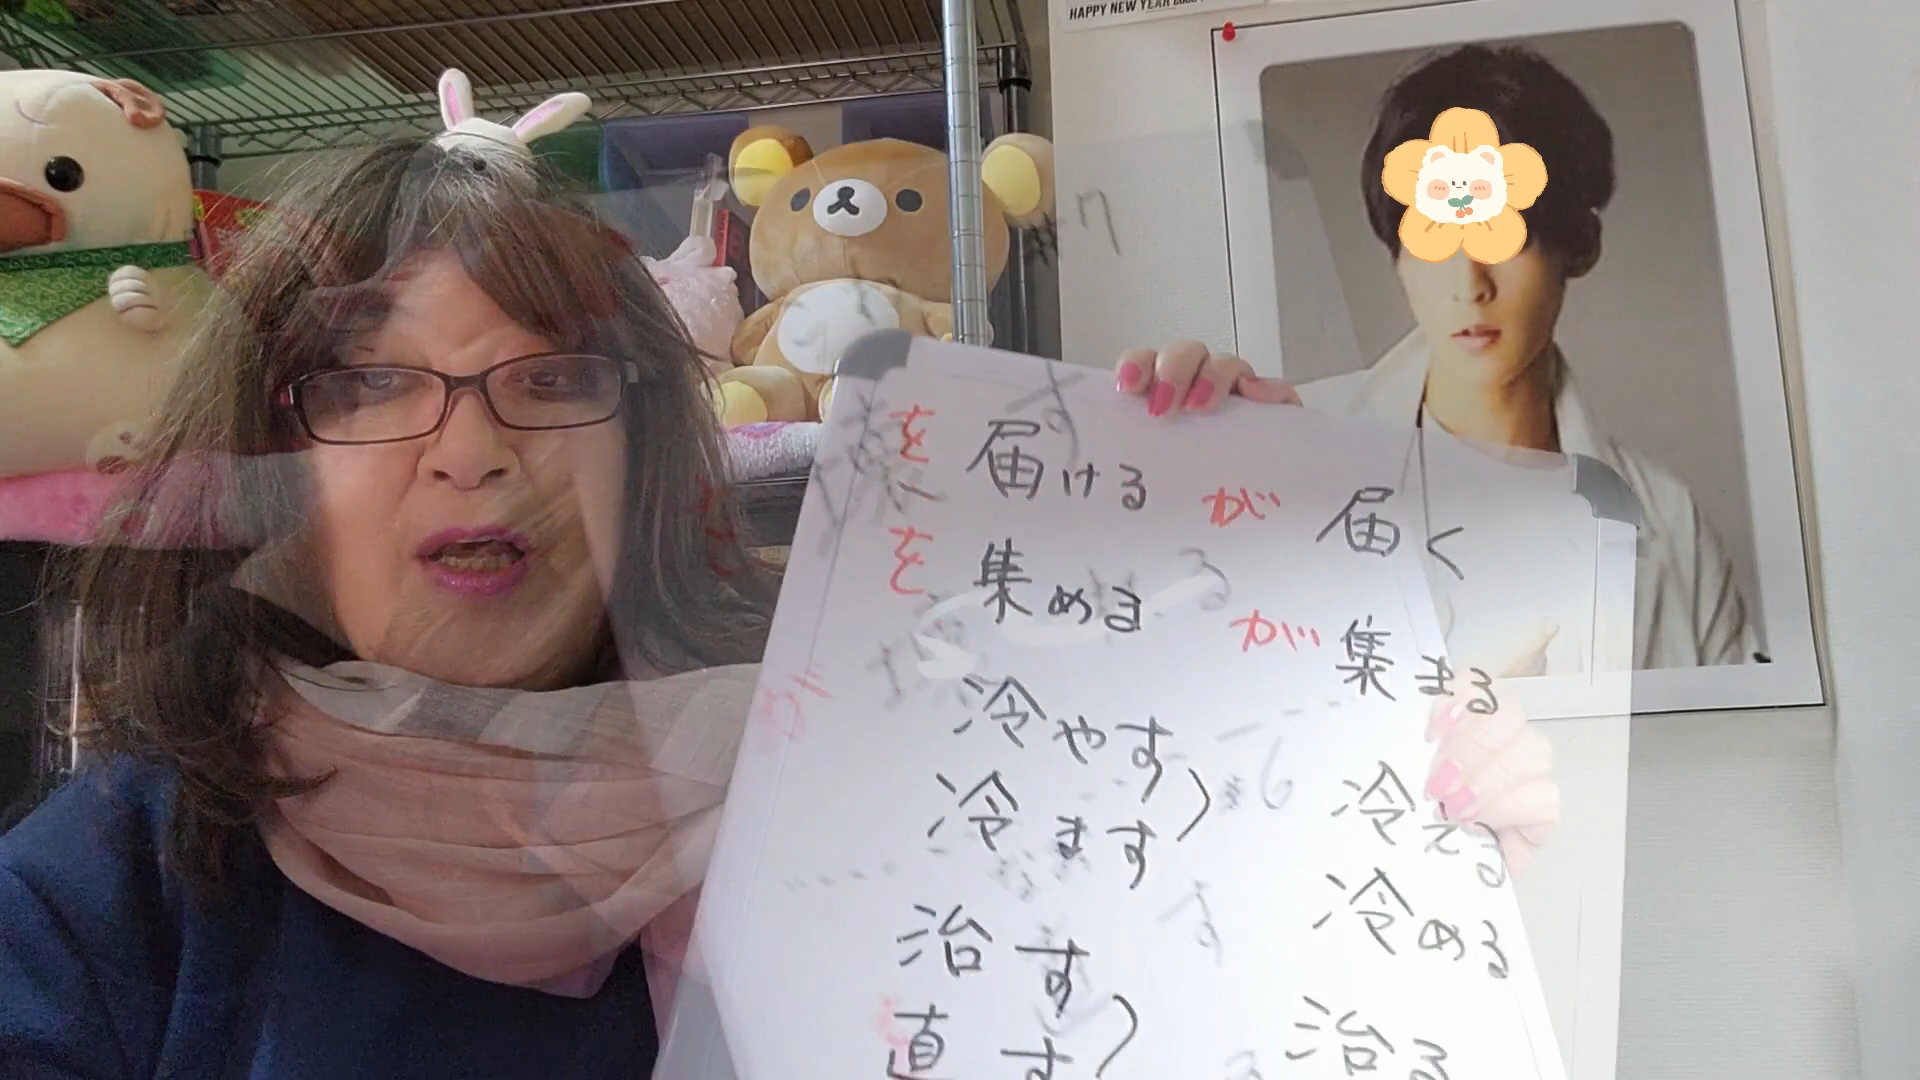 HAPPY NEW YEAR
を 届ける が 届く
を 集める が 集まる
冷やす 冷える
冷ます 冷める
治す 治る
直す